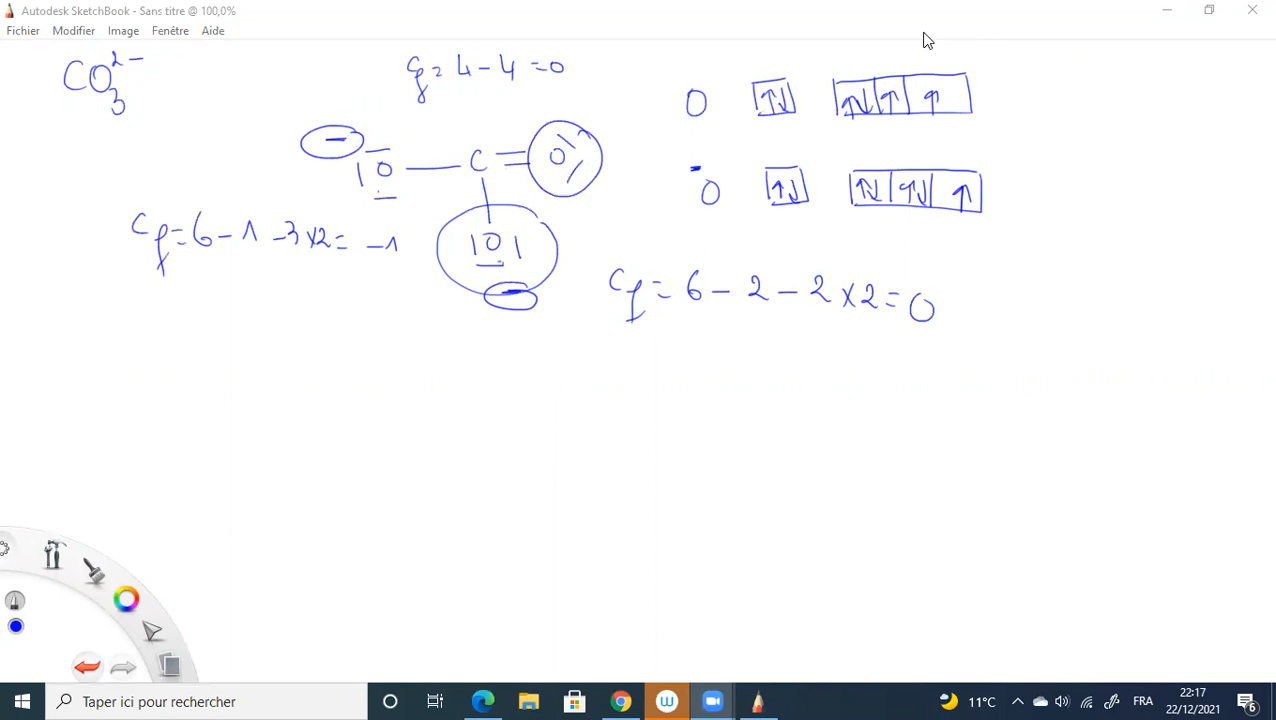 Autodesk SketchBook - Sans titre @ 100,0%
Fichier Modifier Image Fenêtre Aide
CO₃²⁻
Cf = 4 - 4 = 0
O ↑↓ ↑↓ ↑ ↑
− |O — C = O
⁻O ↑↓ ↑↓ ↑↓ ↑
Cf = 6 - 1 - 3×2 = -1
|O| −
Cf = 6 - 2 - 2×2 = 0
Taper ici pour rechercher
11°C
FRA
22:17
22/12/2021
6